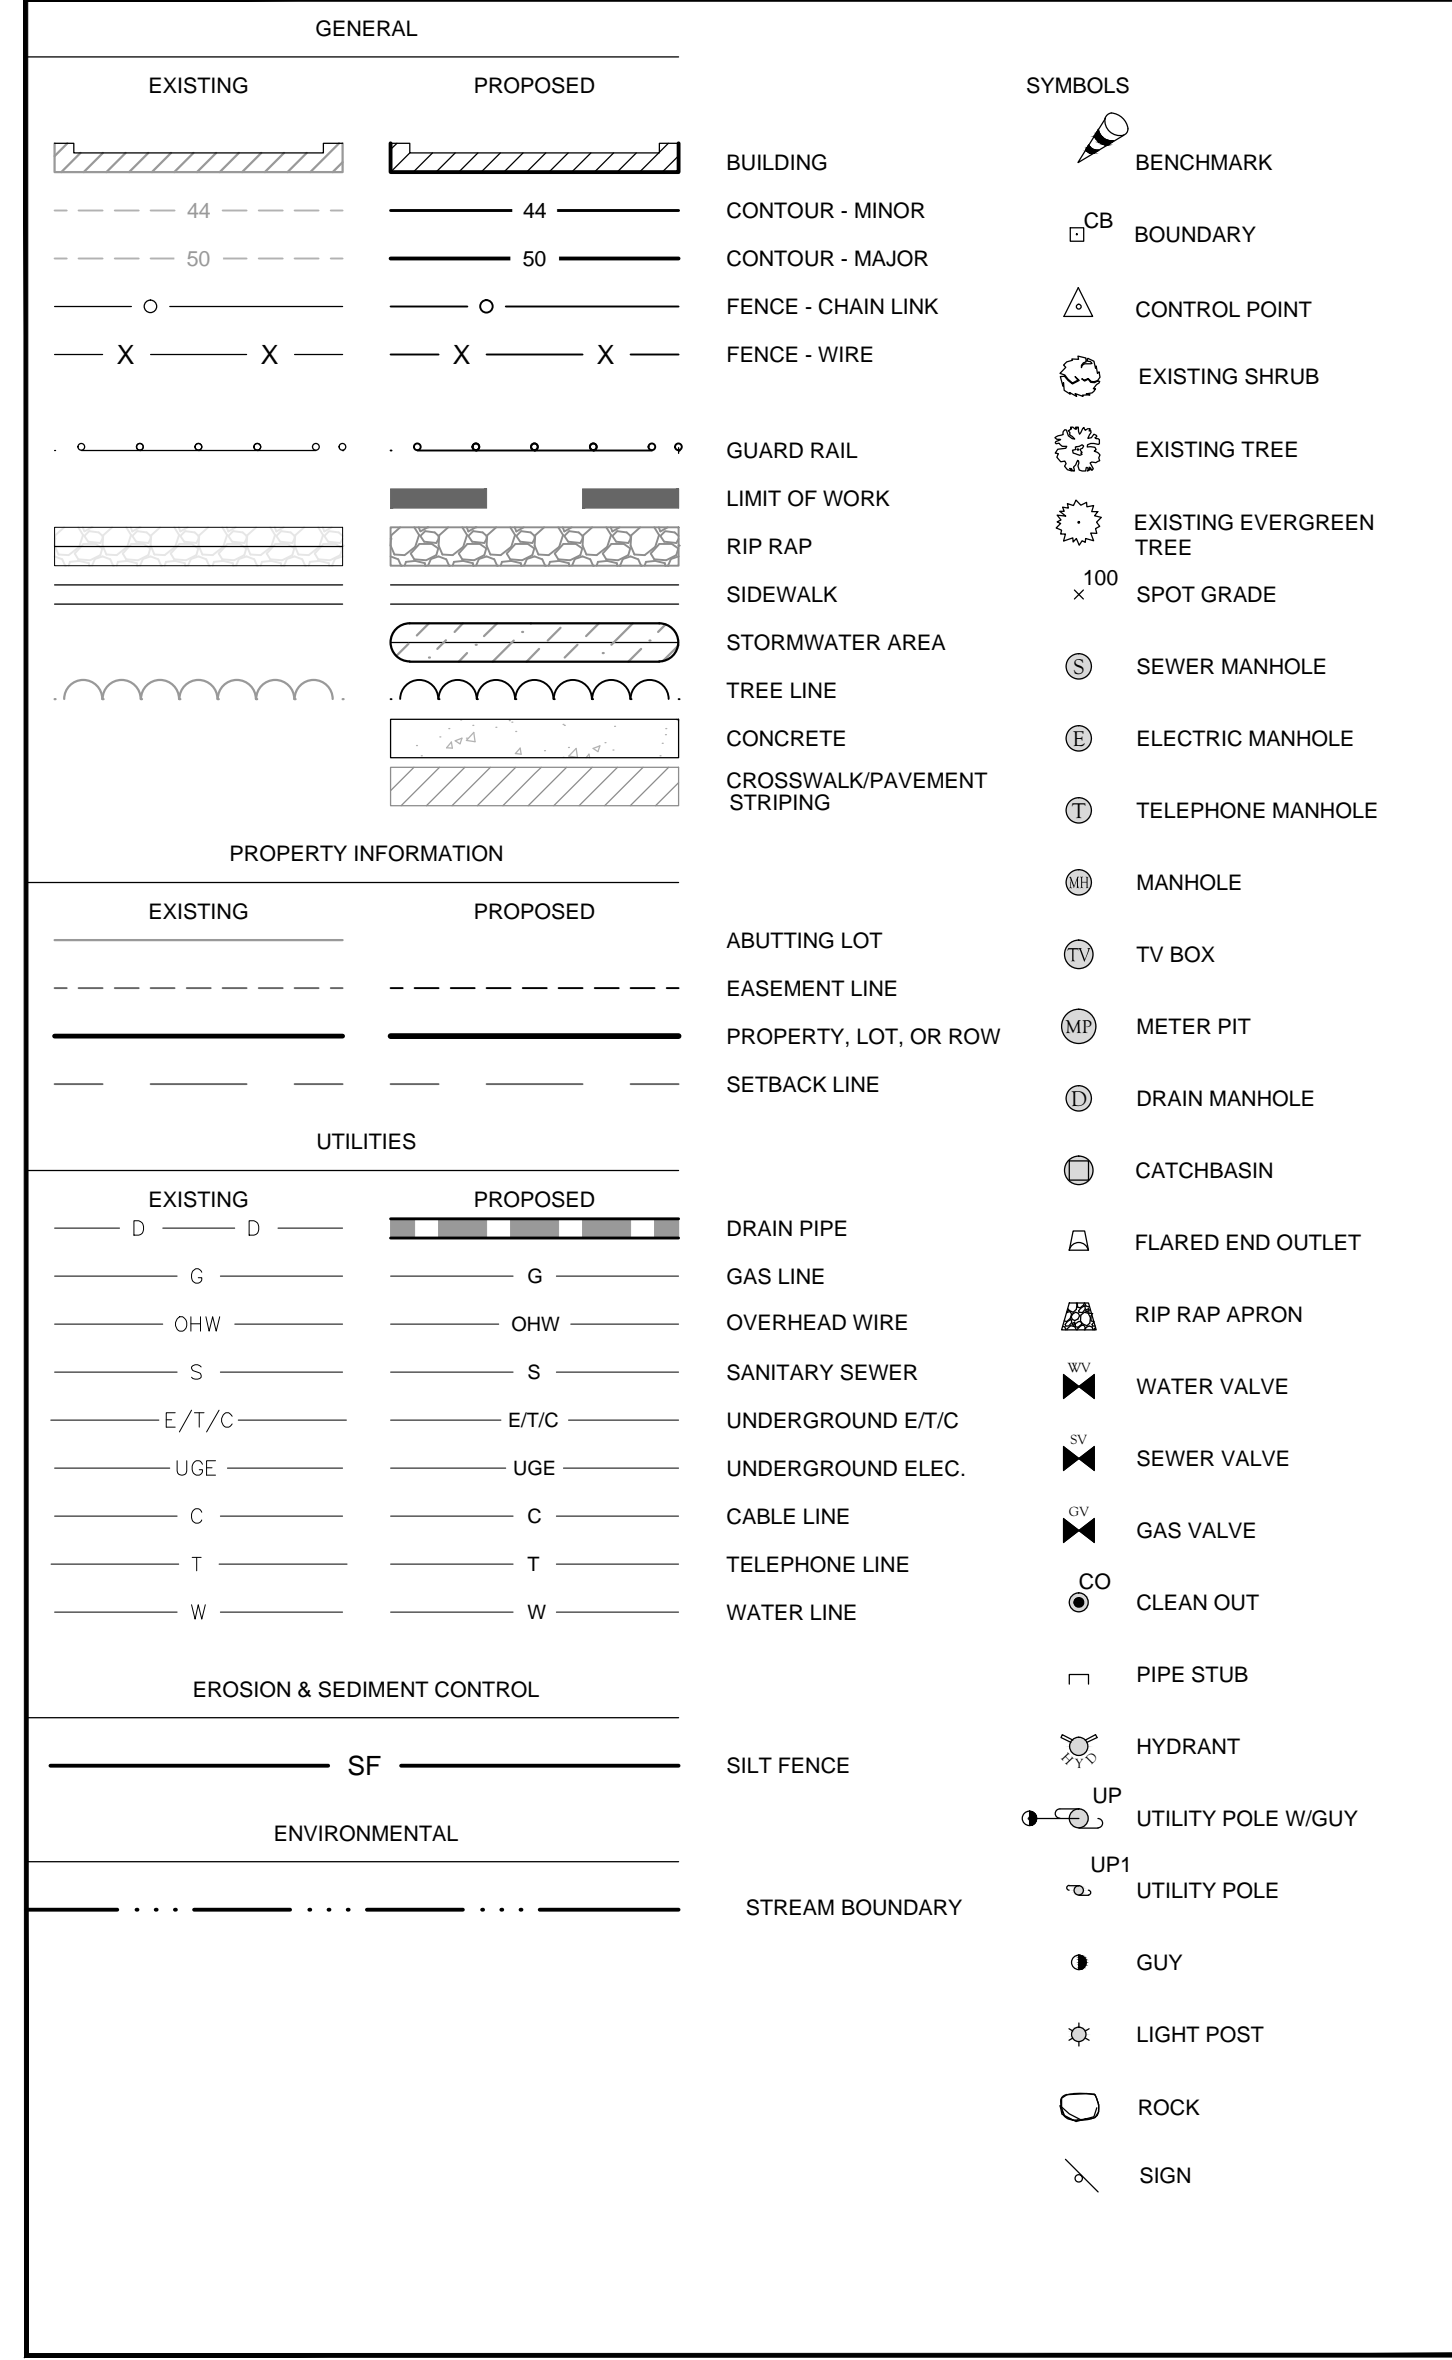 GENERAL
EXISTING PROPOSED
BUILDING
44 44 CONTOUR - MINOR
50 50 CONTOUR - MAJOR
FENCE - CHAIN LINK
X X X X FENCE - WIRE
GUARD RAIL
LIMIT OF WORK
RIP RAP
SIDEWALK
STORMWATER AREA
TREE LINE
CONCRETE
CROSSWALK/PAVEMENT
STRIPING
PROPERTY INFORMATION
EXISTING PROPOSED
ABUTTING LOT
EASEMENT LINE
PROPERTY, LOT, OR ROW
SETBACK LINE
UTILITIES
EXISTING PROPOSED
D D DRAIN PIPE
G G GAS LINE
OHW OHW OVERHEAD WIRE
S S SANITARY SEWER
E/T/C E/T/C UNDERGROUND E/T/C
UGE UGE UNDERGROUND ELEC.
C C CABLE LINE
T T TELEPHONE LINE
W W WATER LINE
EROSION & SEDIMENT CONTROL
SF SILT FENCE
ENVIRONMENTAL
STREAM BOUNDARY
SYMBOLS
BENCHMARK
CB BOUNDARY
CONTROL POINT
EXISTING SHRUB
EXISTING TREE
EXISTING EVERGREEN
TREE
100 SPOT GRADE
S SEWER MANHOLE
E ELECTRIC MANHOLE
T TELEPHONE MANHOLE
MH MANHOLE
TV TV BOX
MP METER PIT
D DRAIN MANHOLE
CATCHBASIN
FLARED END OUTLET
RIP RAP APRON
WV WATER VALVE
SV SEWER VALVE
GV GAS VALVE
CO CLEAN OUT
PIPE STUB
HYD HYDRANT
UP UTILITY POLE W/GUY
UP1 UTILITY POLE
GUY
LIGHT POST
ROCK
SIGN